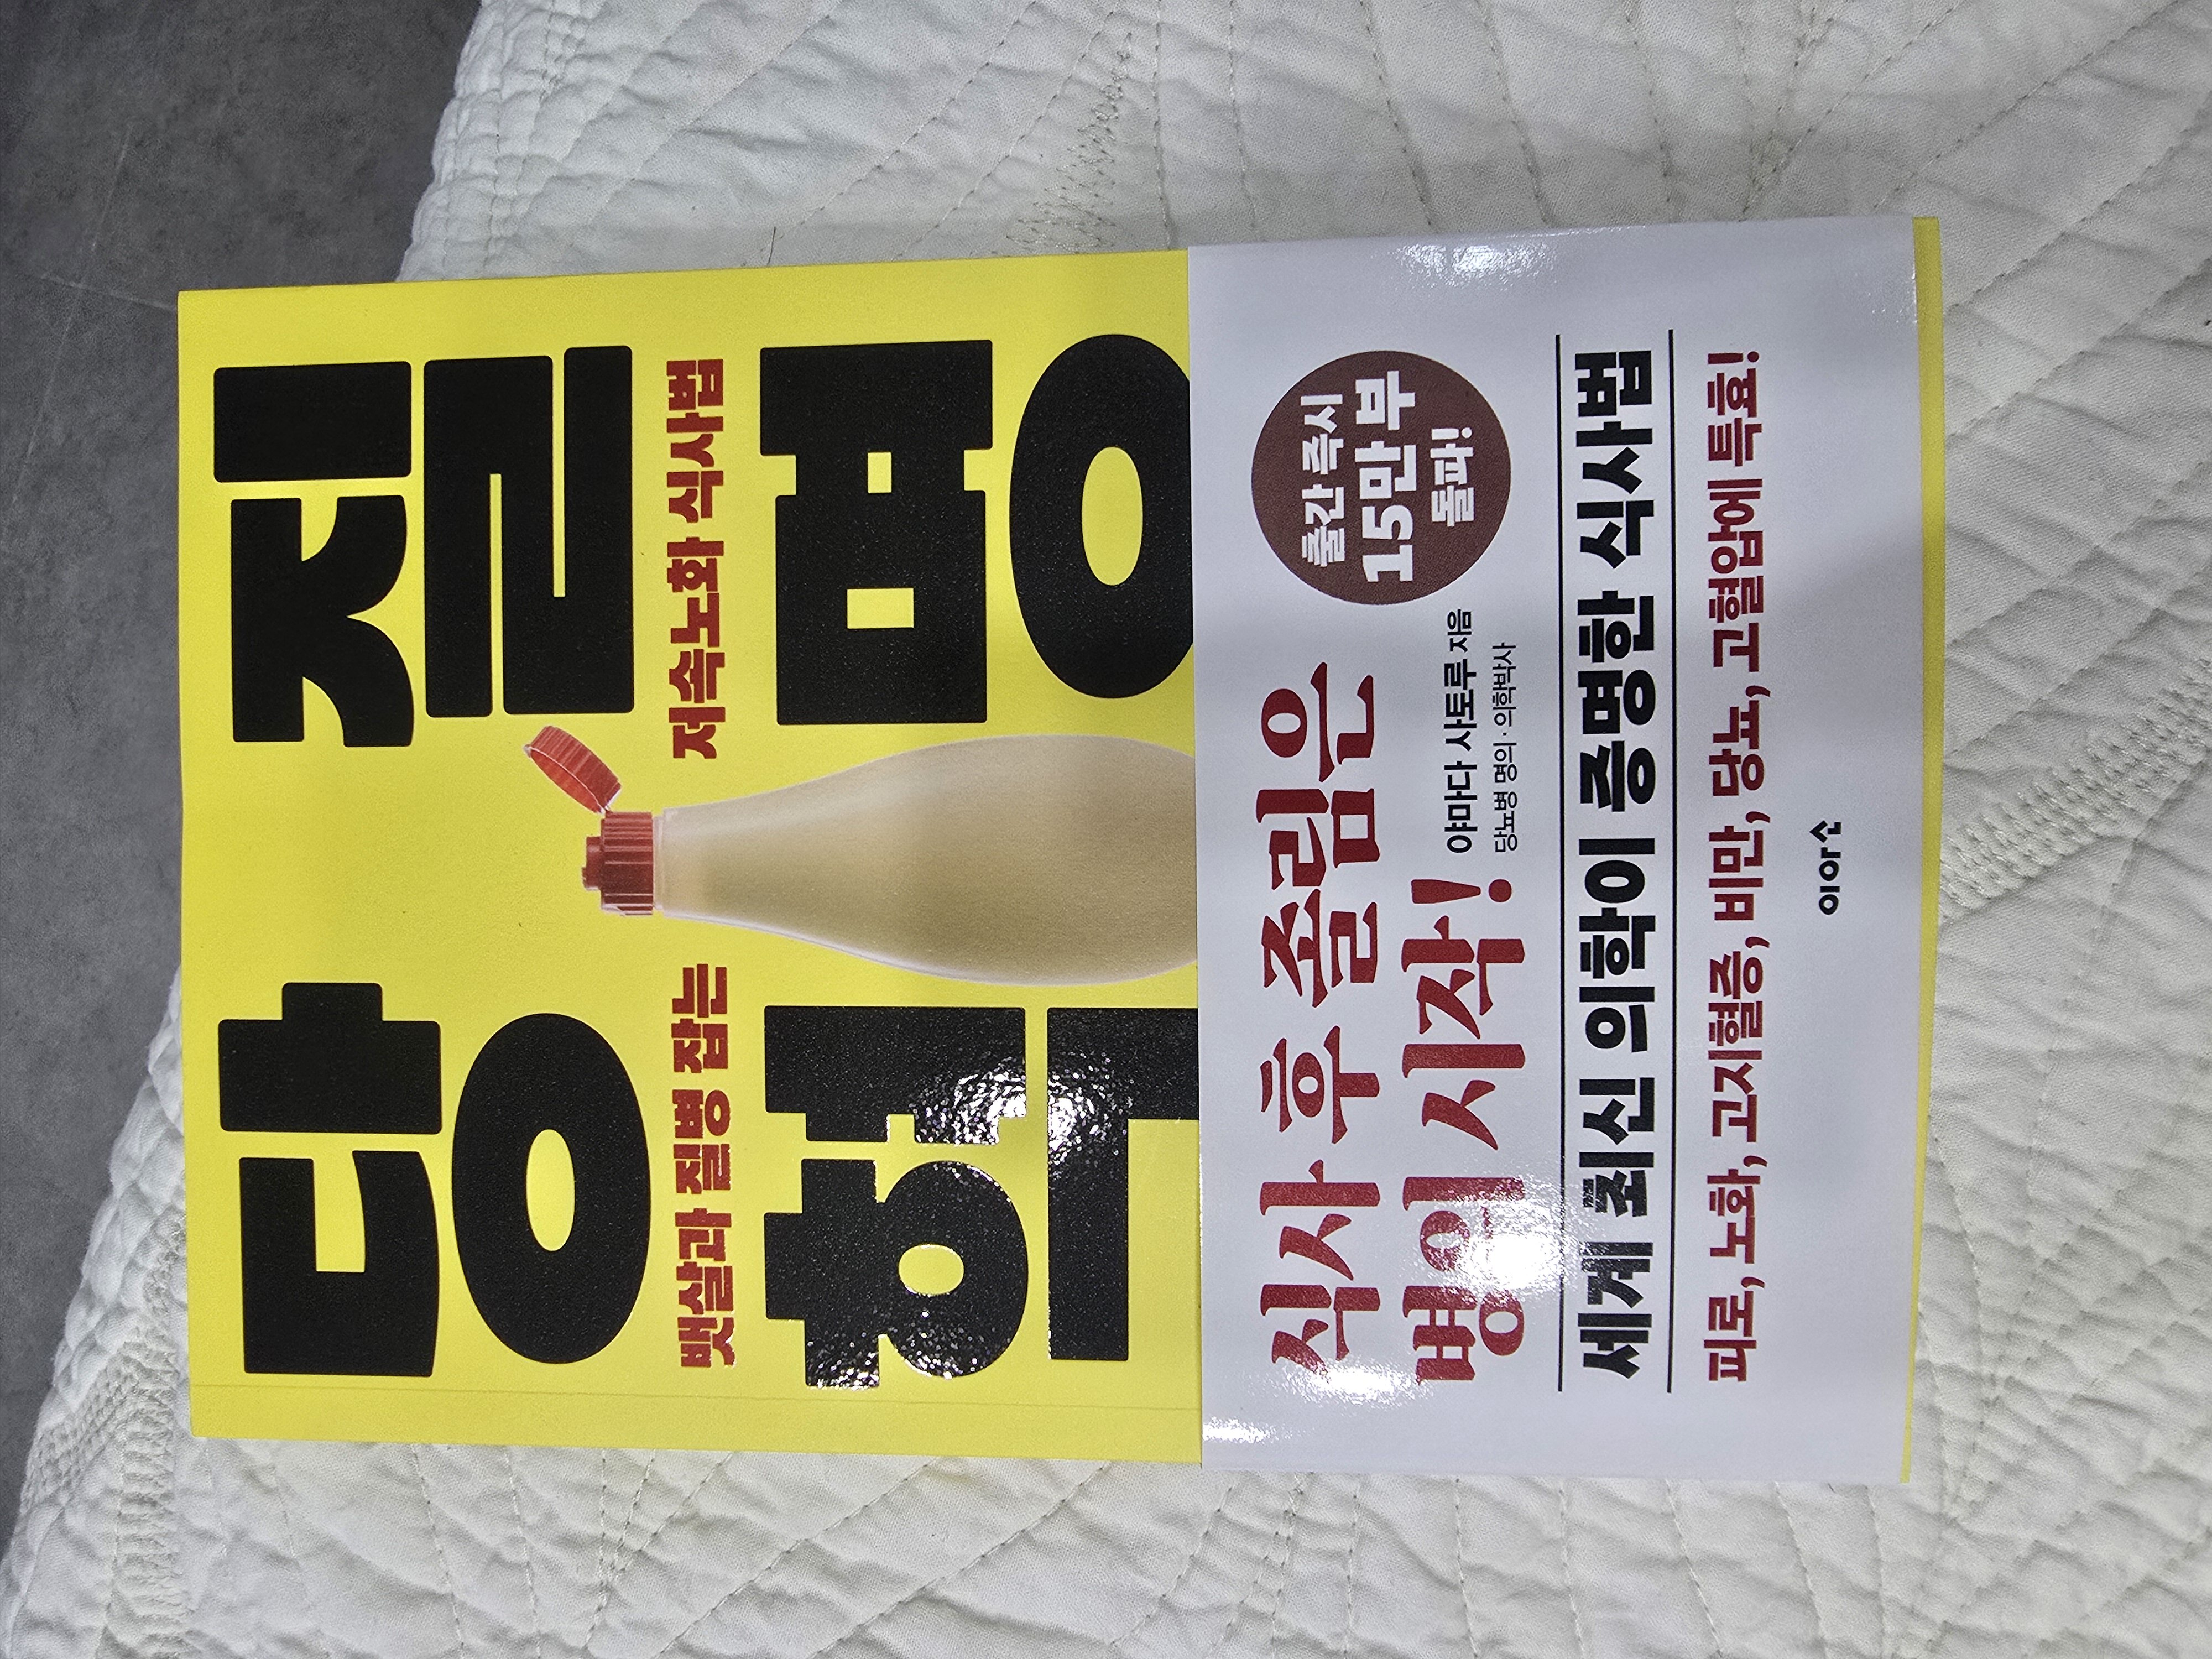 당 질
뱃살과 질병 잡는 저속노화 식사법
혁 명
출간 즉시
15만 부
돌파!
식사 후 졸림은
병의 시작!
야마다 사토루 지음
당뇨병 명의 · 의학박사
세계 최신 의학이 증명한 식사법
피로, 노화, 고지혈증, 비만, 당뇨, 고혈압에 특효!
이아소